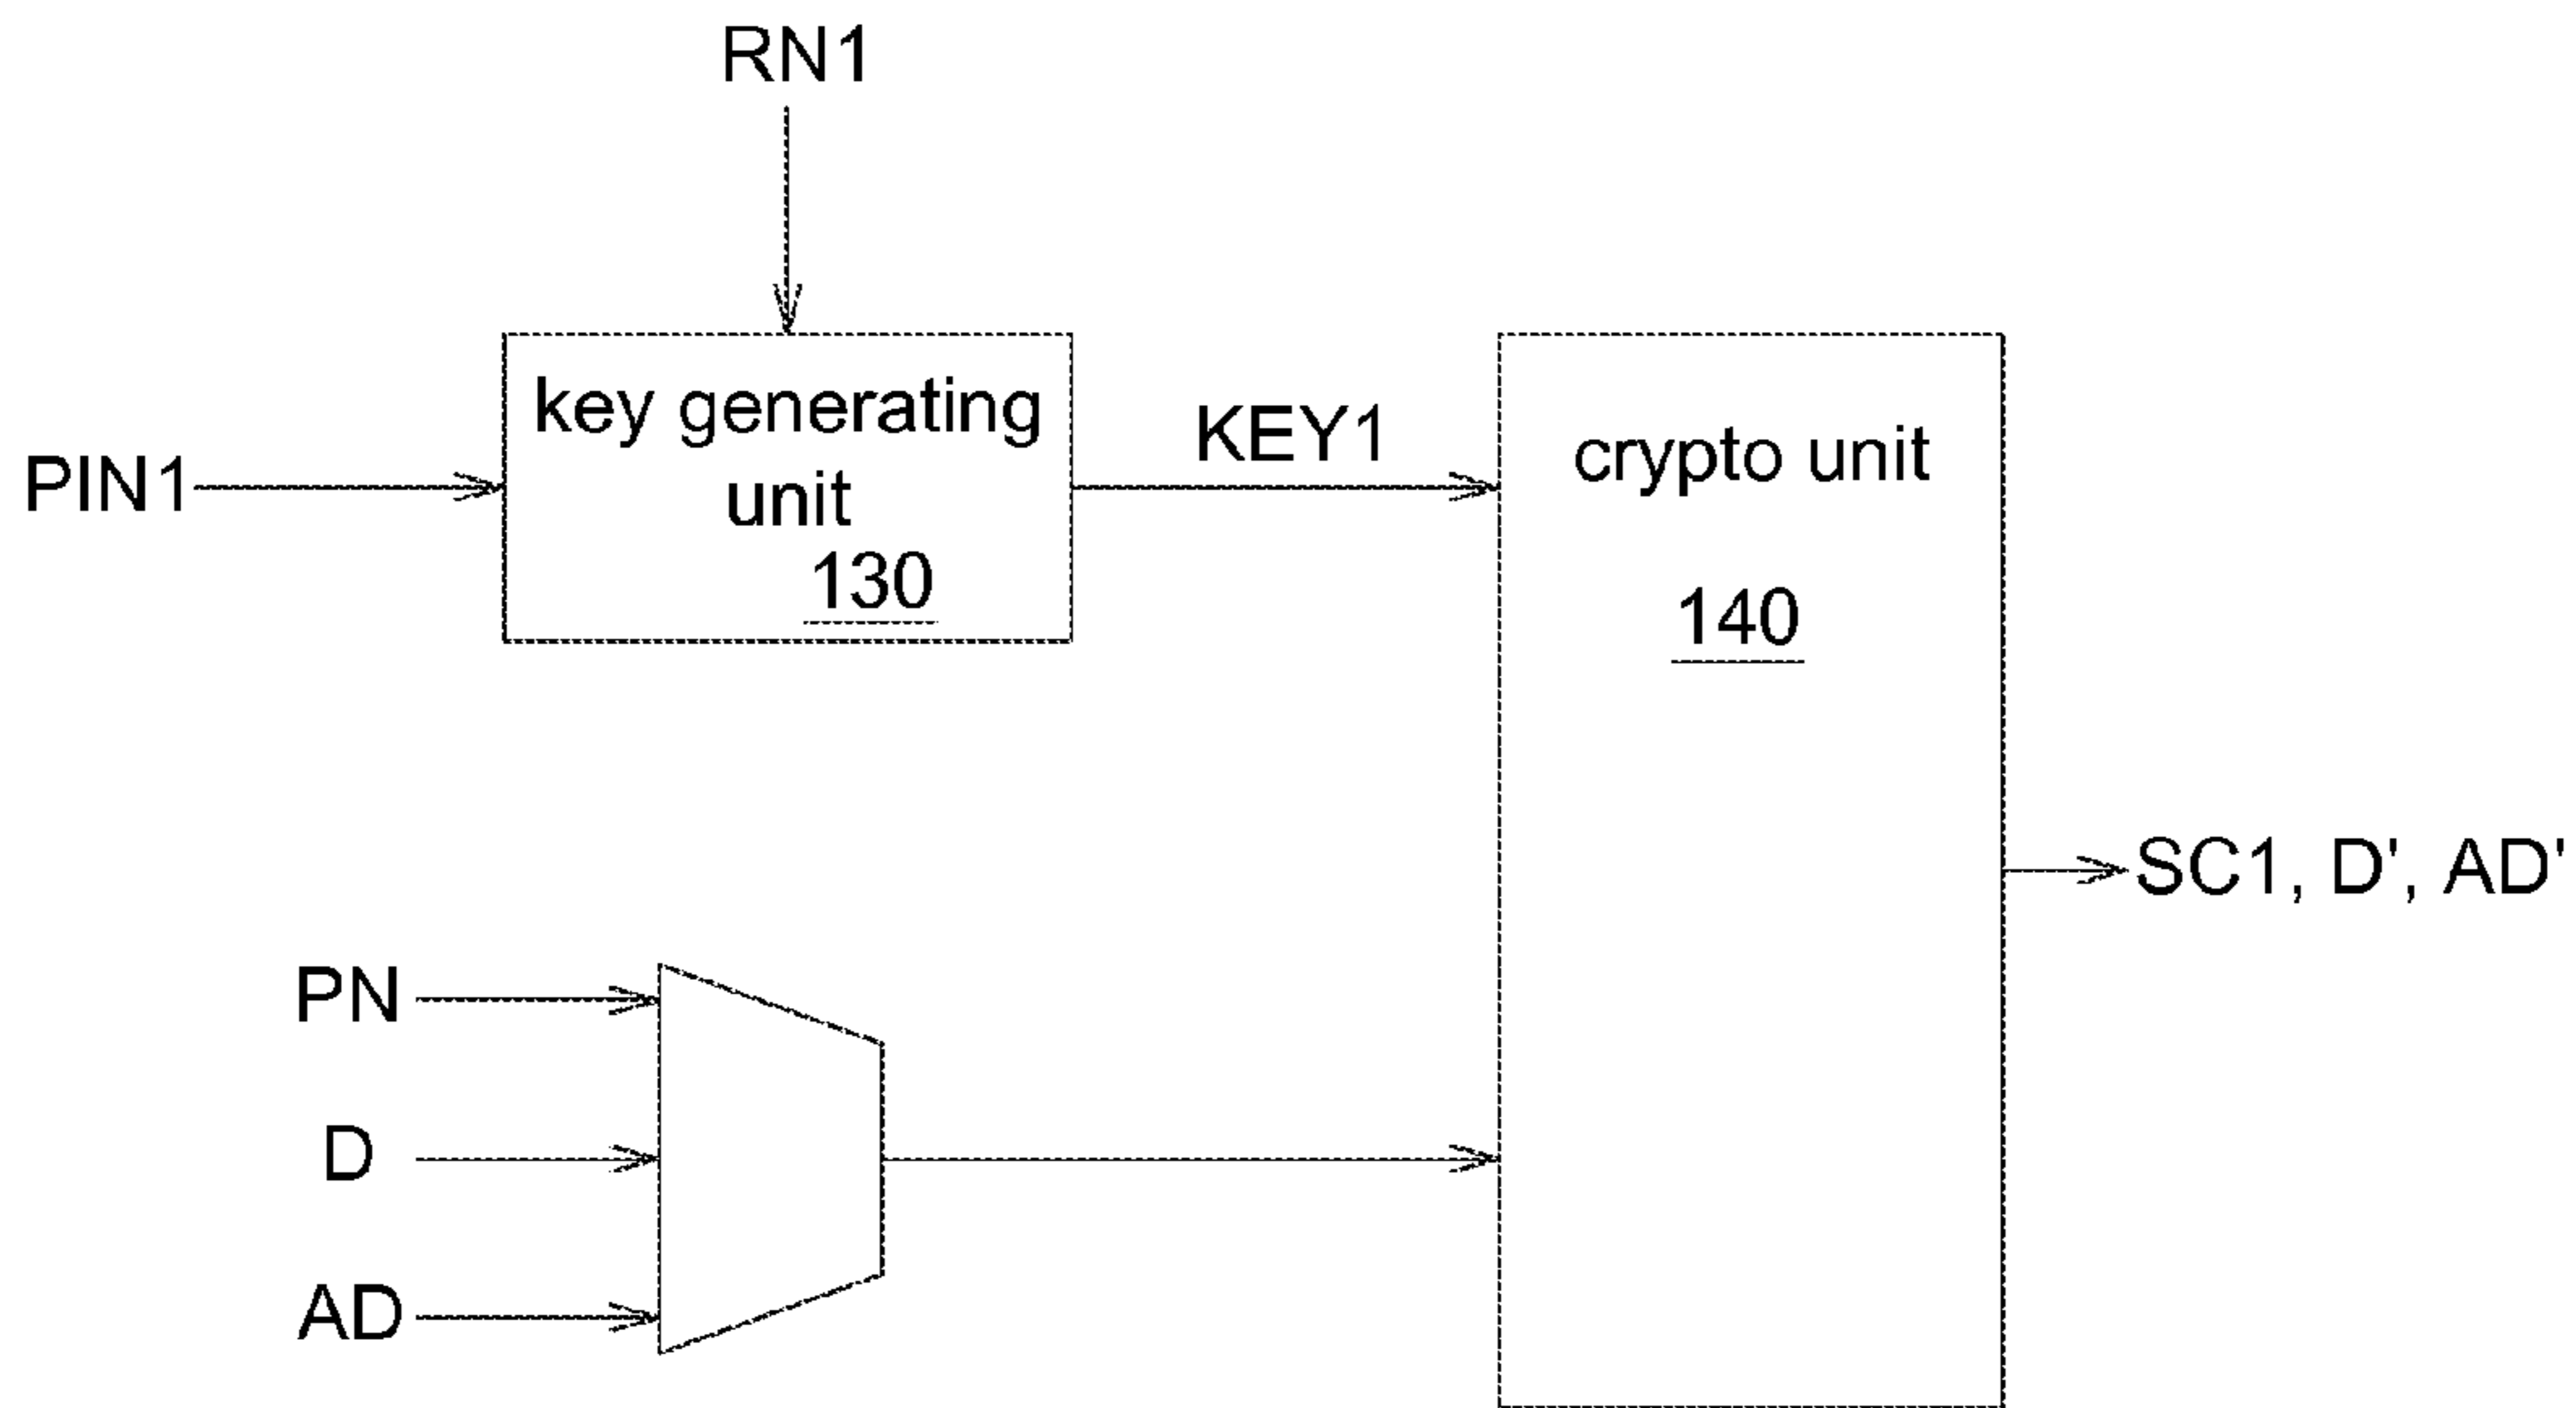 RN1
PIN1
key generating
unit
130
KEY1
crypto unit
140
PN
D
AD
SC1, D', AD'